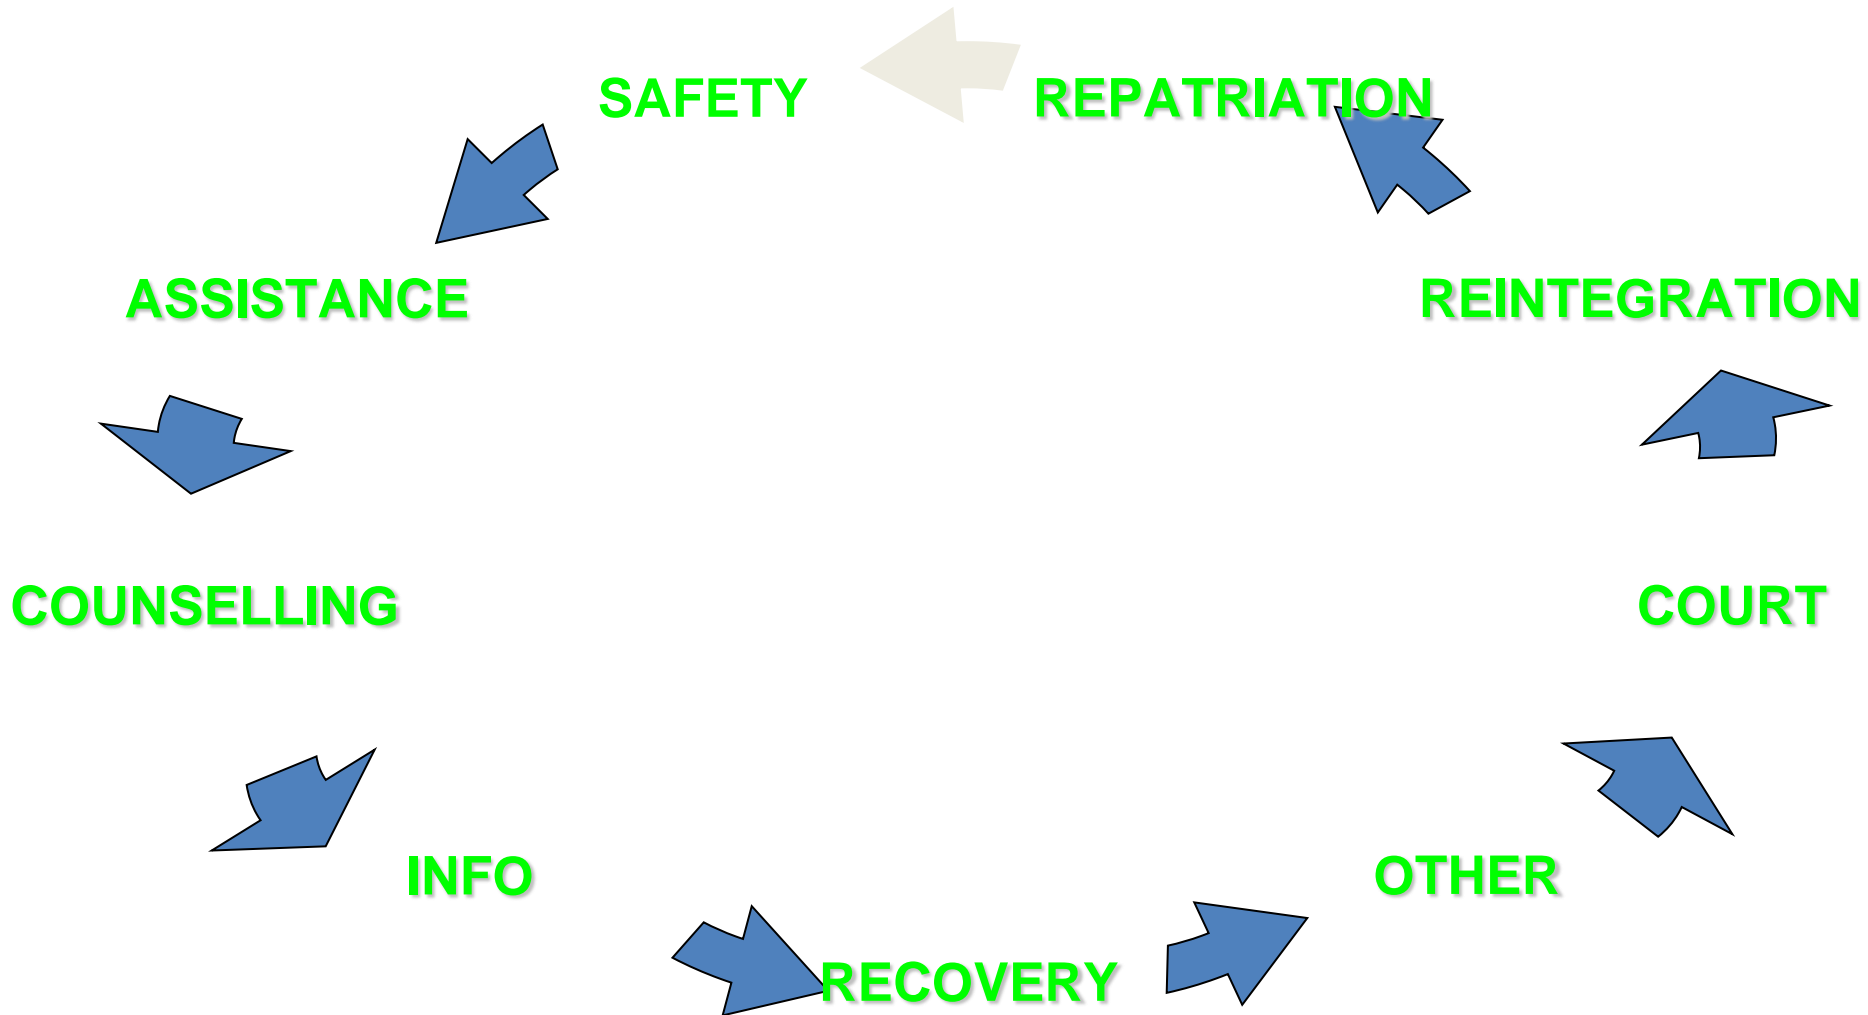 SAFETY
REPATRIATION
ASSISTANCE
REINTEGRATION
COUNSELLING
COURT
INFO
OTHER
RECOVERY